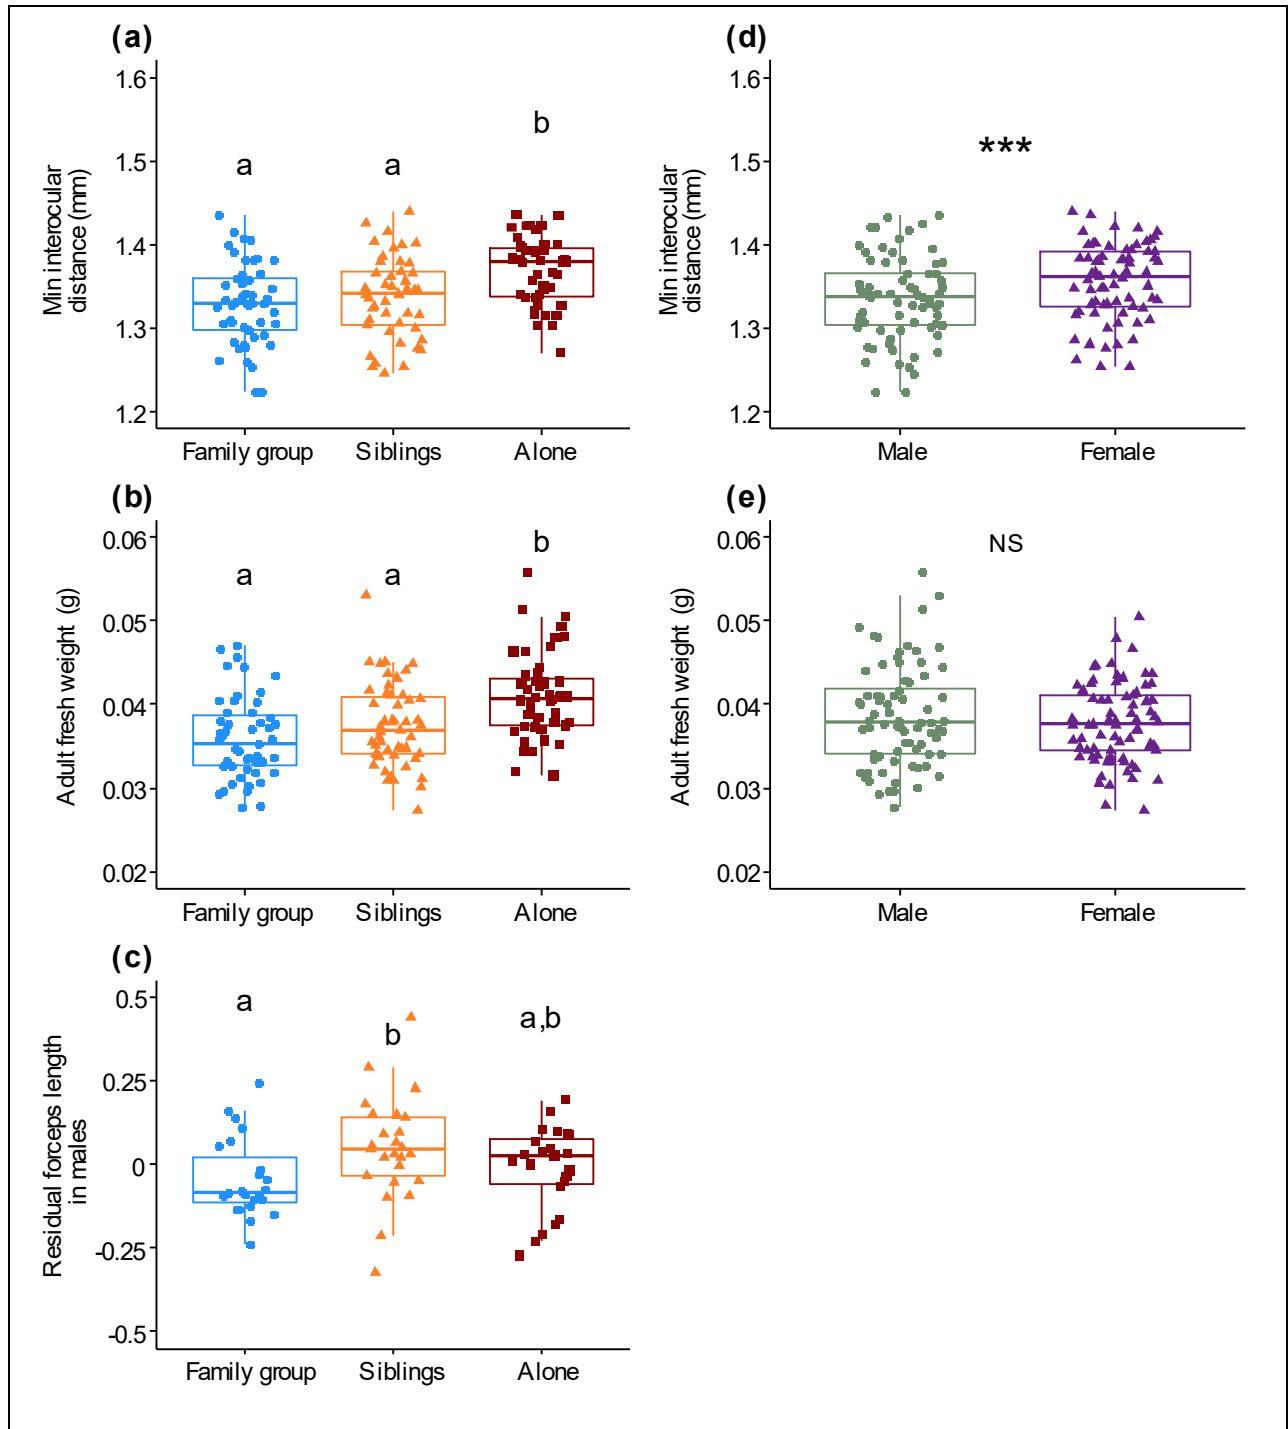 (a)
Min interocular
distance (mm)
1.6
1.5
1.4
1.3
1.2
a
a
b
Family group
Siblings
Alone
(d)
Min interocular
distance (mm)
1.6
1.5
1.4
1.3
1.2
***
Male
Female
(b)
Adult fresh weight (g)
0.06
0.05
0.04
0.03
0.02
a
a
b
Family group
Siblings
Alone
(e)
Adult fresh weight (g)
0.06
0.05
0.04
0.03
0.02
NS
Male
Female
(c)
Residual forceps length
in males
0.5
0.25
0
-0.25
-0.5
a
b
a,b
Family group
Siblings
Alone